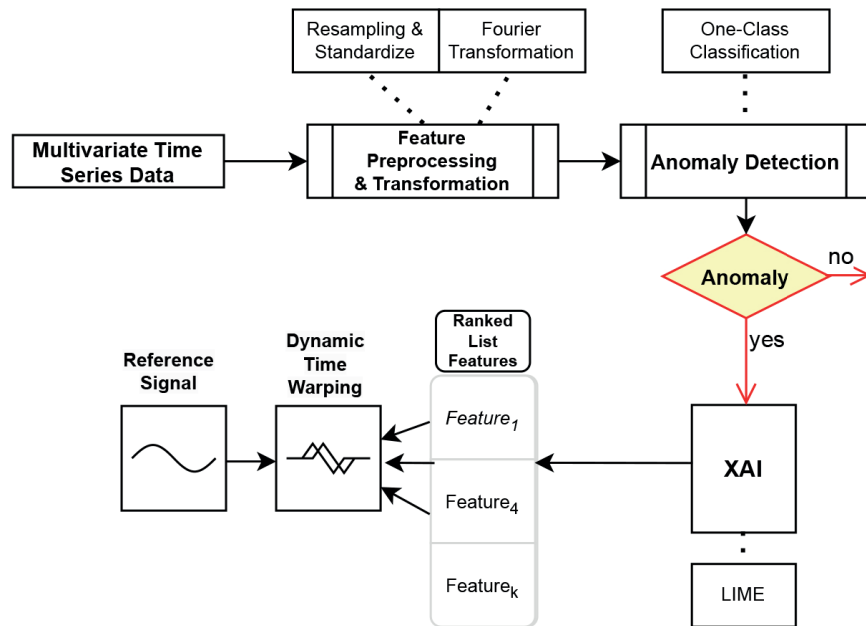 Resampling &
Standardize
Fourier
Transformation
One-Class
Classification
Multivariate Time
Series Data
Feature
Preprocessing
& Transformation
Anomaly Detection
Anomaly
no
yes
Reference
Signal
Dynamic
Time
Warping
Ranked
List
Features
Feature₁
Feature₄
Featureₖ
XAI
LIME